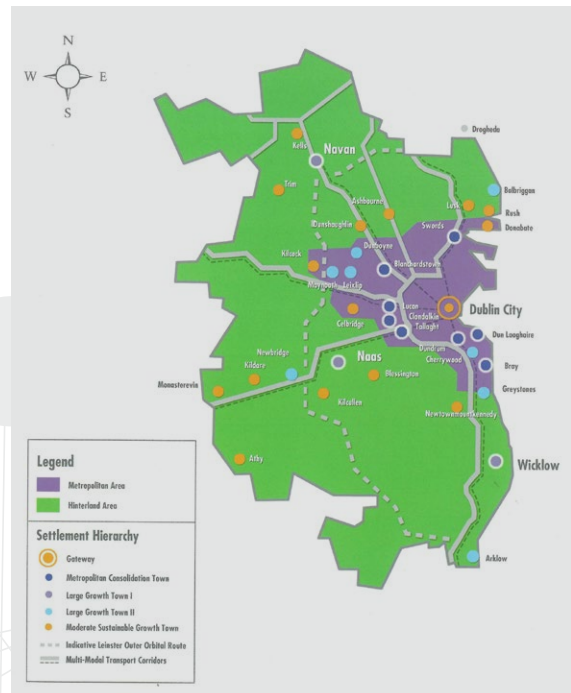 N
W E
S
Drogheda
Kells
Navan
Balbriggan
Trim
Ashbourne
Lusk
Rush
Dunshaughlin
Donabate
Swords
Dunboyne
Kilcock
Blanchardstown
Maynooth
Leixlip
Lucan
Dublin City
Clondalkin
Celbridge
Tallaght
Dun Laoghaire
Dundrum
Newbridge
Cherrywood
Naas
Bray
Kildare
Blessington
Monasterevin
Greystones
Kilcullen
Newtownmountkennedy
Athy
Wicklow
Arklow
Legend
Metropolitan Area
Hinterland Area
Settlement Hierarchy
Gateway
Metropolitan Consolidation Town
Large Growth Town I
Large Growth Town II
Moderate Sustainable Growth Town
Indicative Leinster Outer Orbital Route
Multi-Modal Transport Corridors